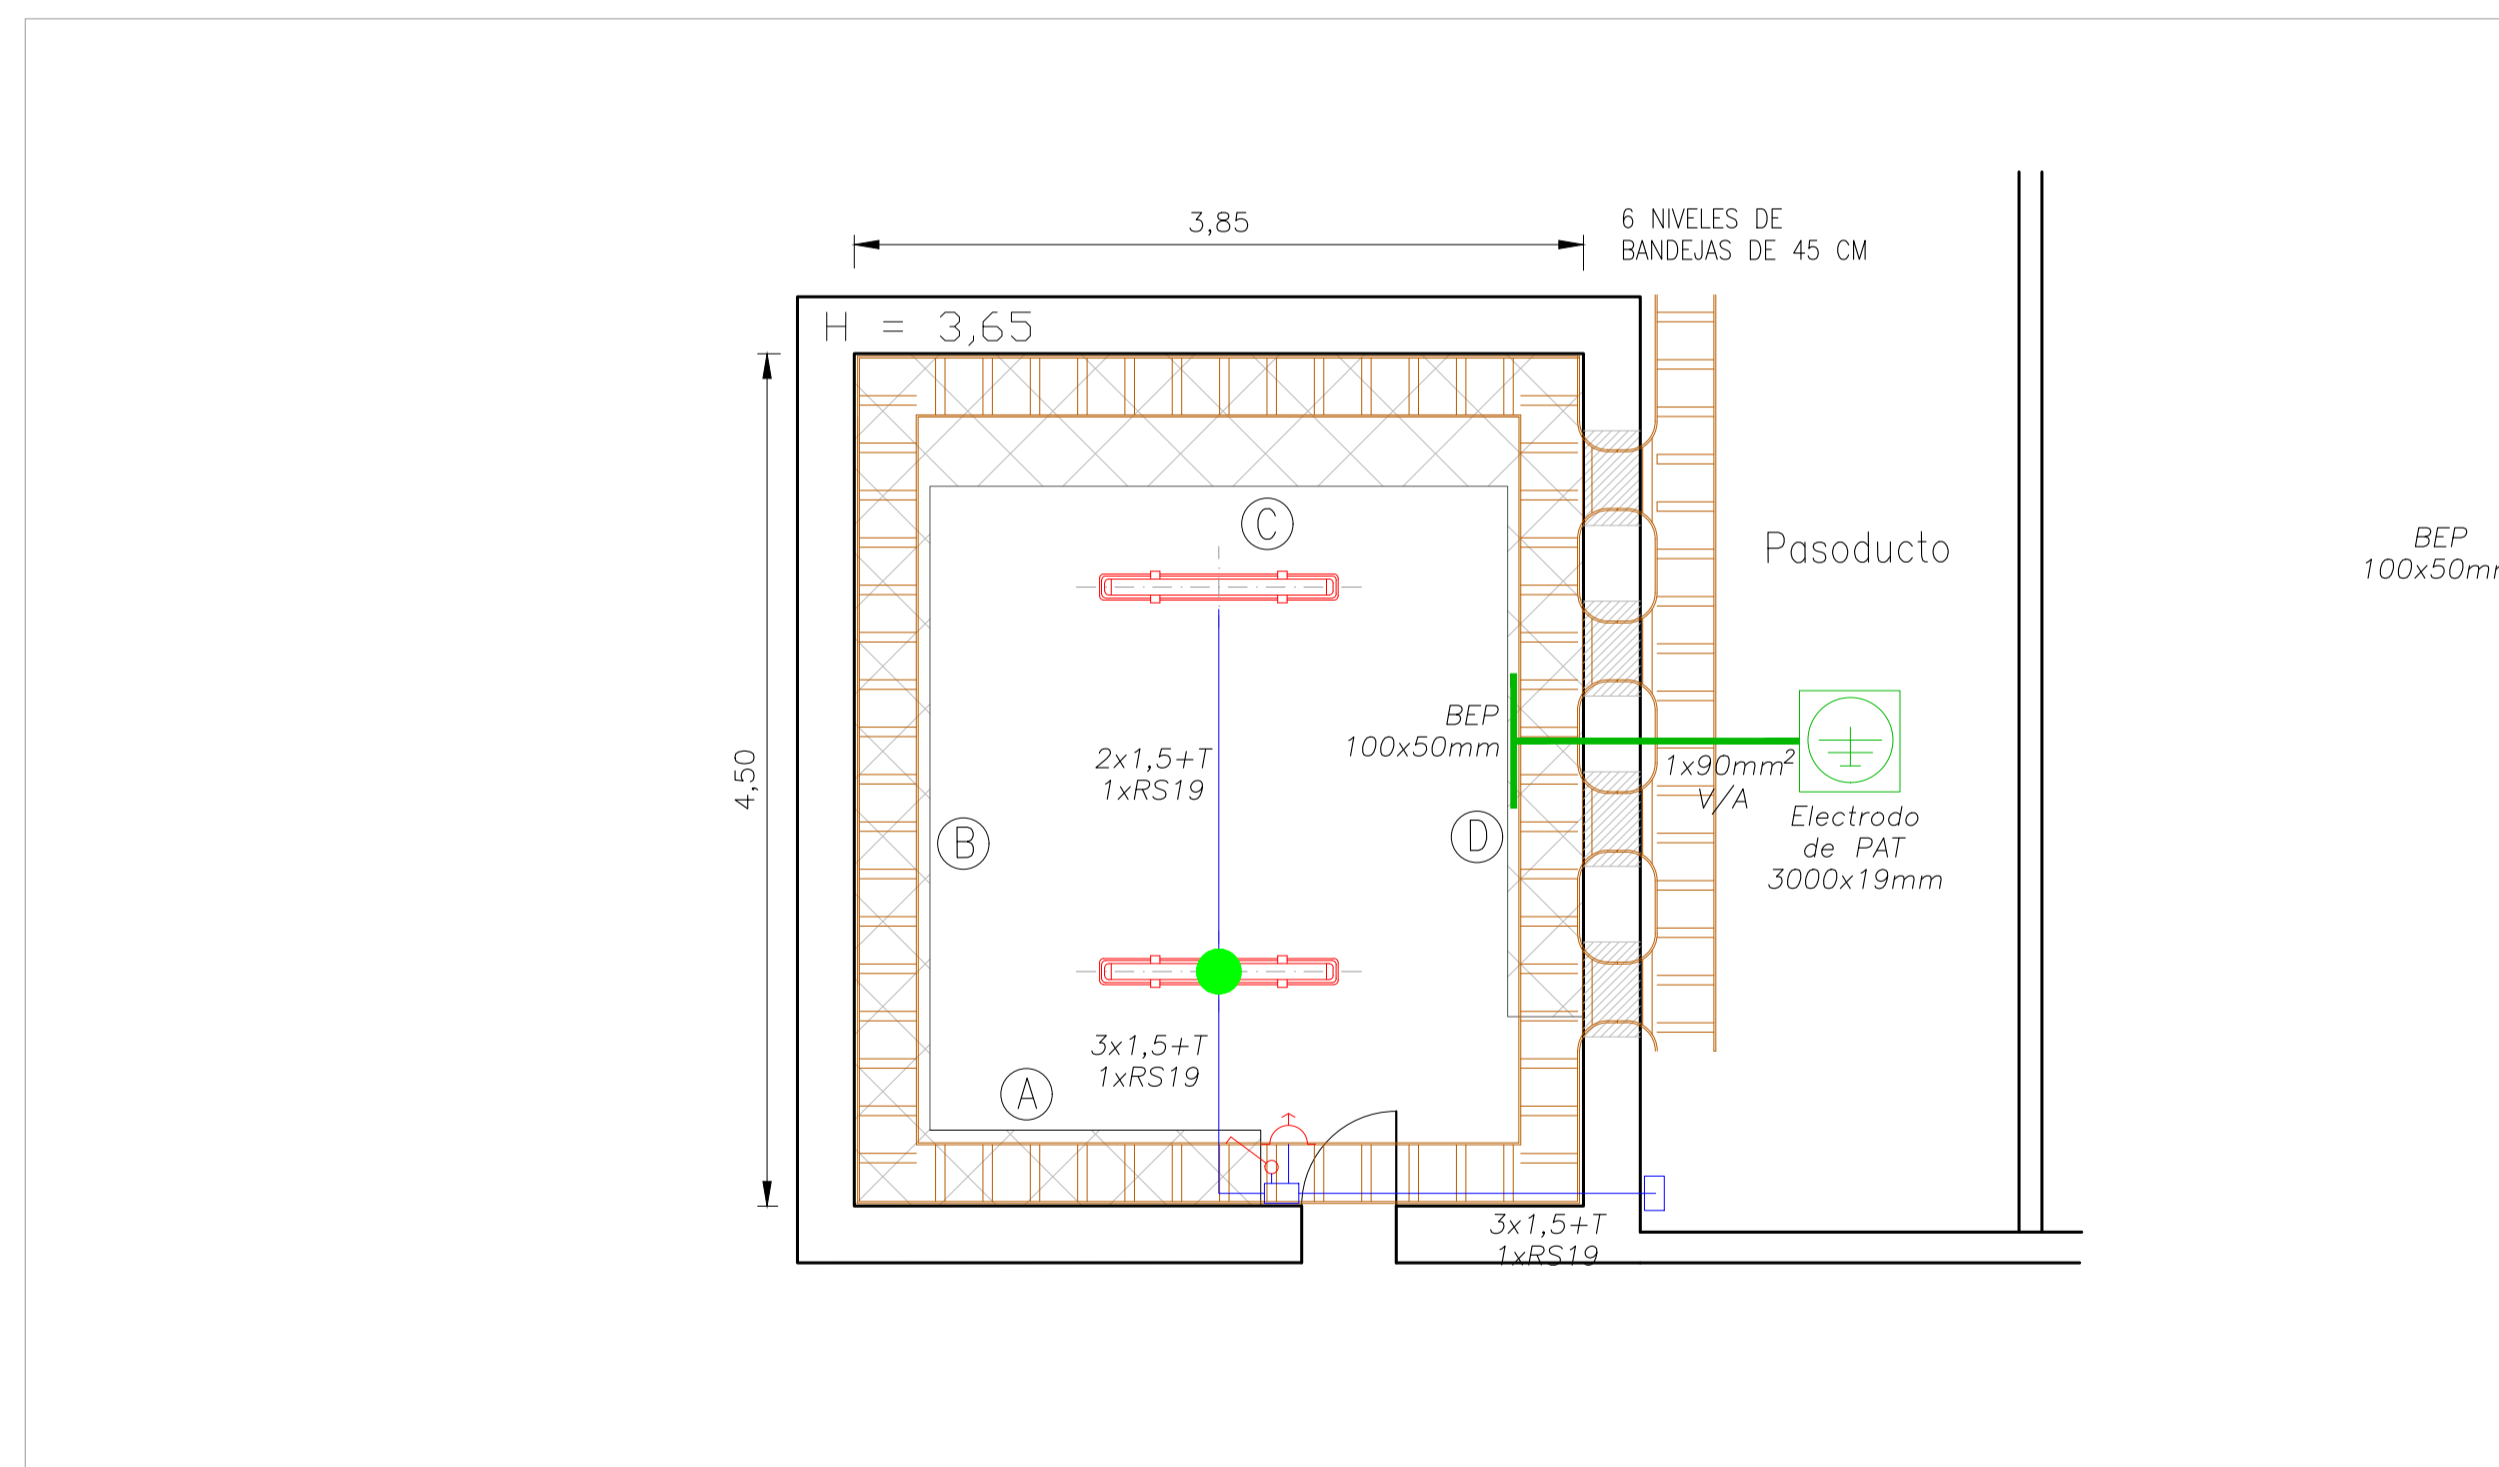 3,85
6 NIVELES DE
BANDEJAS DE 45 CM
H = 3,65
C
Pasoducto
BEP
100x50m
BEP
100x50mm
2x1,5+T
1xRS19
4,50
1x90mm²
V/A
B
D
Electrodo
de PAT
3000x19mm
3x1,5+T
1xRS19
A
3x1,5+T
1xRS19